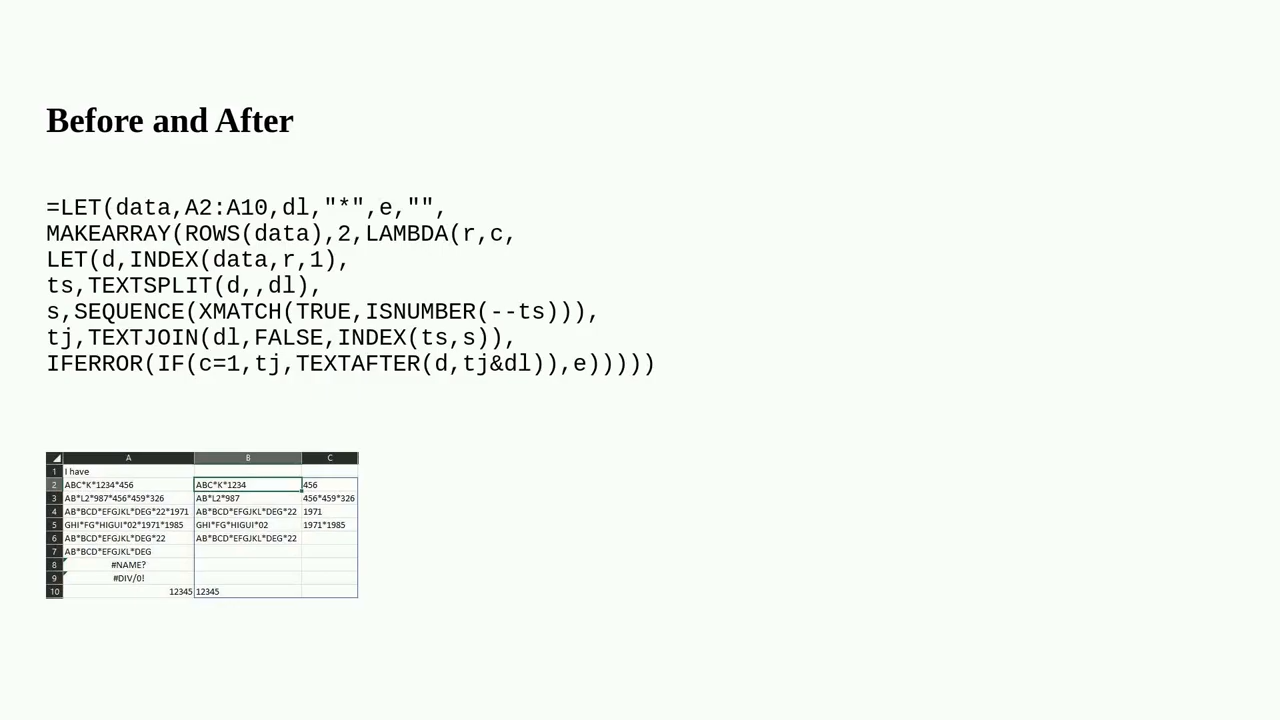 Before and After
=LET(data,A2:A10,dl,"*",e,"",
MAKEARRAY(ROWS(data),2,LAMBDA(r,c,
LET(d,INDEX(data,r,1),
ts,TEXTSPLIT(d,,dl),
s,SEQUENCE(XMATCH(TRUE,ISNUMBER(--ts))),
tj,TEXTJOIN(dl,FALSE,INDEX(ts,s)),
IFERROR(IF(c=1,tj,TEXTAFTER(d,tj&dl)),e)))))
A B C
1 I have
2 ABC*K*1234*456 ABC*K*1234 456
3 AB*L2*987*456*459*326 AB*L2*987 456*459*326
4 AB*BCD*EFGJKL*DEG*22*1971 AB*BCD*EFGJKL*DEG*22 1971
5 GHI*FG*HIGUI*02*1971*1985 GHI*FG*HIGUI*02 1971*1985
6 AB*BCD*EFGJKL*DEG*22 AB*BCD*EFGJKL*DEG*22
7 AB*BCD*EFGJKL*DEG
8 #NAME?
9 #DIV/0!
10 12345 12345